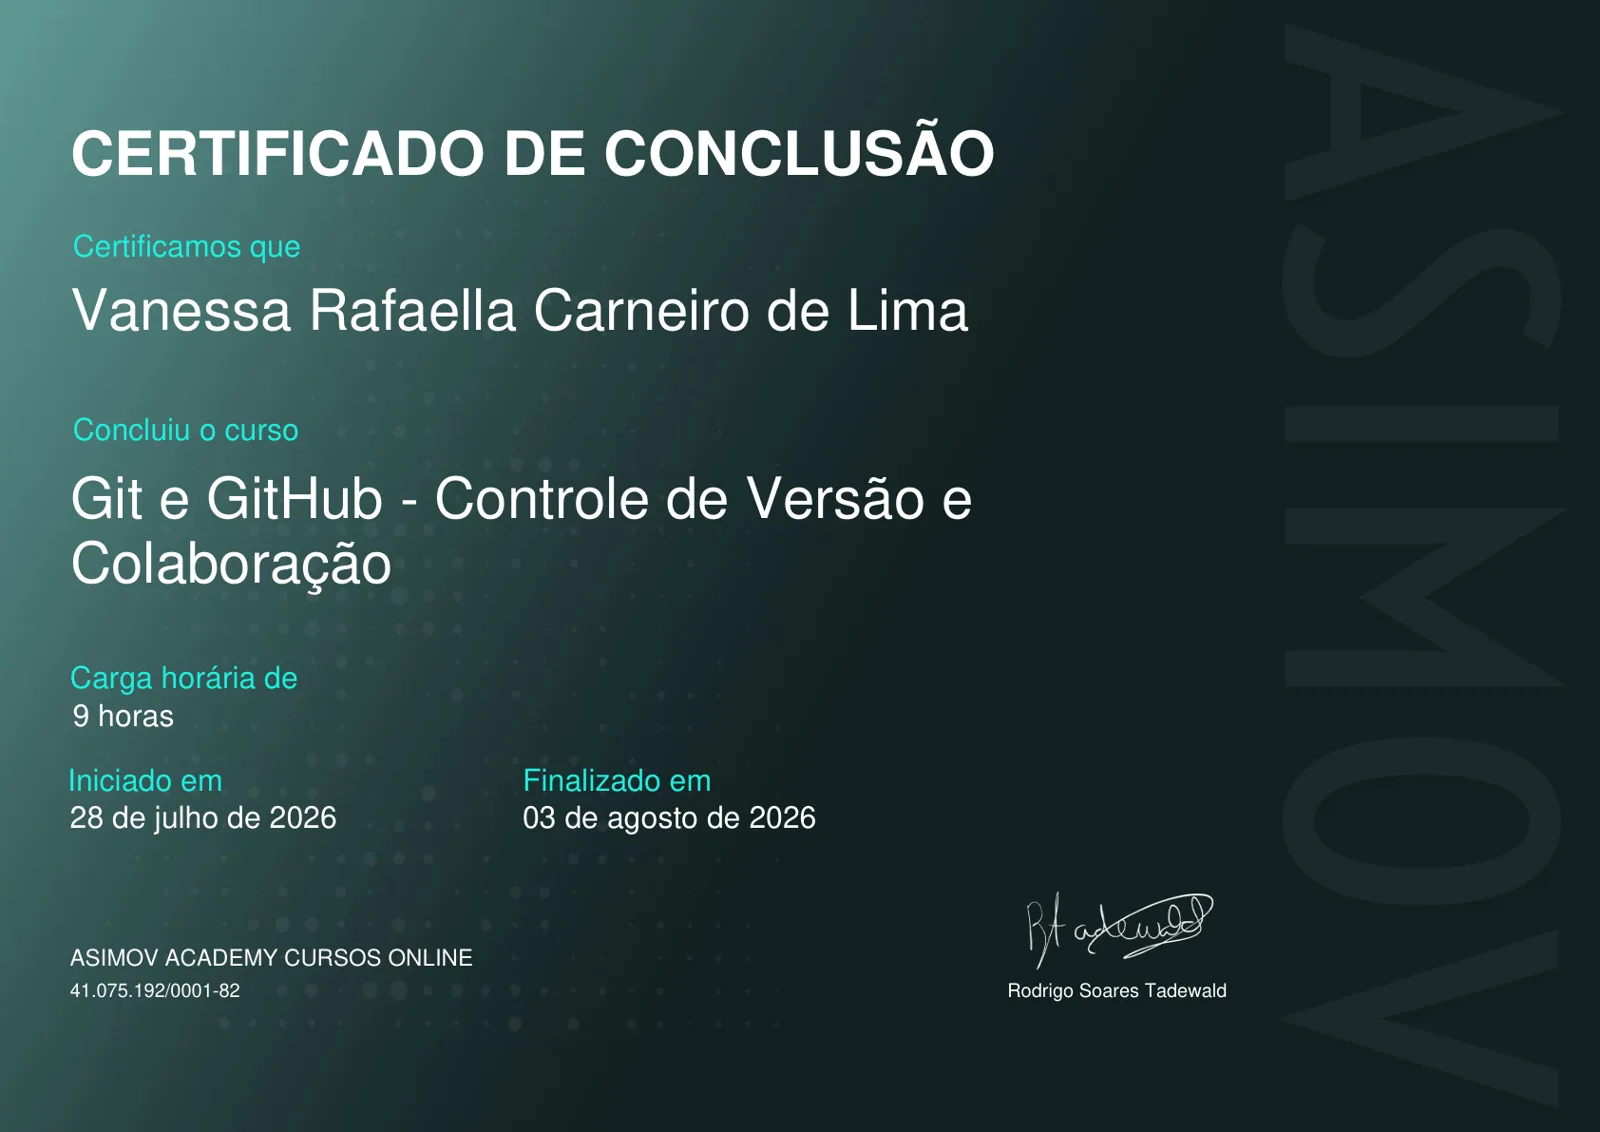 CERTIFICADO DE CONCLUSÃO
Certificamos que
Vanessa Rafaella Carneiro de Lima
Concluiu o curso
Git e GitHub - Controle de Versão e
Colaboração
Carga horária de
9 horas
Iniciado em
28 de julho de 2026
Finalizado em
03 de agosto de 2026
ASIMOV ACADEMY CURSOS ONLINE
41.075.192/0001-82
Rtadewald
Rodrigo Soares Tadewald
ASIMOV